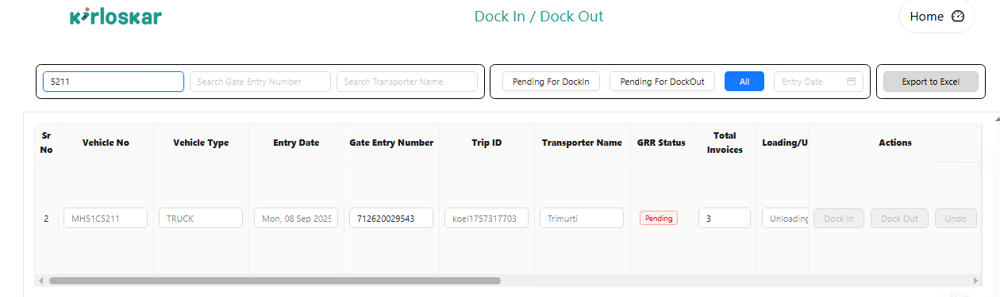 kirloskar
Dock In / Dock Out
Home
5211
Search Gate Entry Number
Search Transporter Name
Pending For DockIn
Pending For DockOut
All
Entry Date
Export to Excel
Sr No
Vehicle No
Vehicle Type
Entry Date
Gate Entry Number
Trip ID
Transporter Name
GRR Status
Total Invoices
Loading/U
Actions
2
MH51C5211
TRUCK
Mon, 08 Sep 2025
712620029543
koel1757317703
Trimurti
Pending
3
Unloading
Dock In
Dock Out
Undo